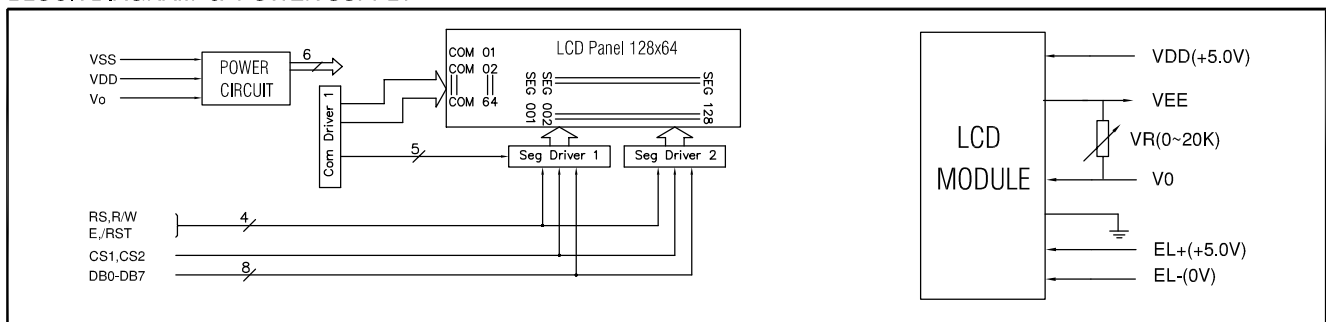 VSS
VDD
Vo
POWER
CIRCUIT
6
Com Driver 1
COM 01
COM 02
COM 64
LCD Panel 128x64
SEG 001
SEG 002
SEG 128
5
Seg Driver 1
Seg Driver 2
RS,R/W
E,/RST
4
CS1,CS2
DB0-DB7
8
LCD
MODULE
VDD(+5.0V)
VEE
VR(0~20K)
V0
EL+(+5.0V)
EL-(0V)